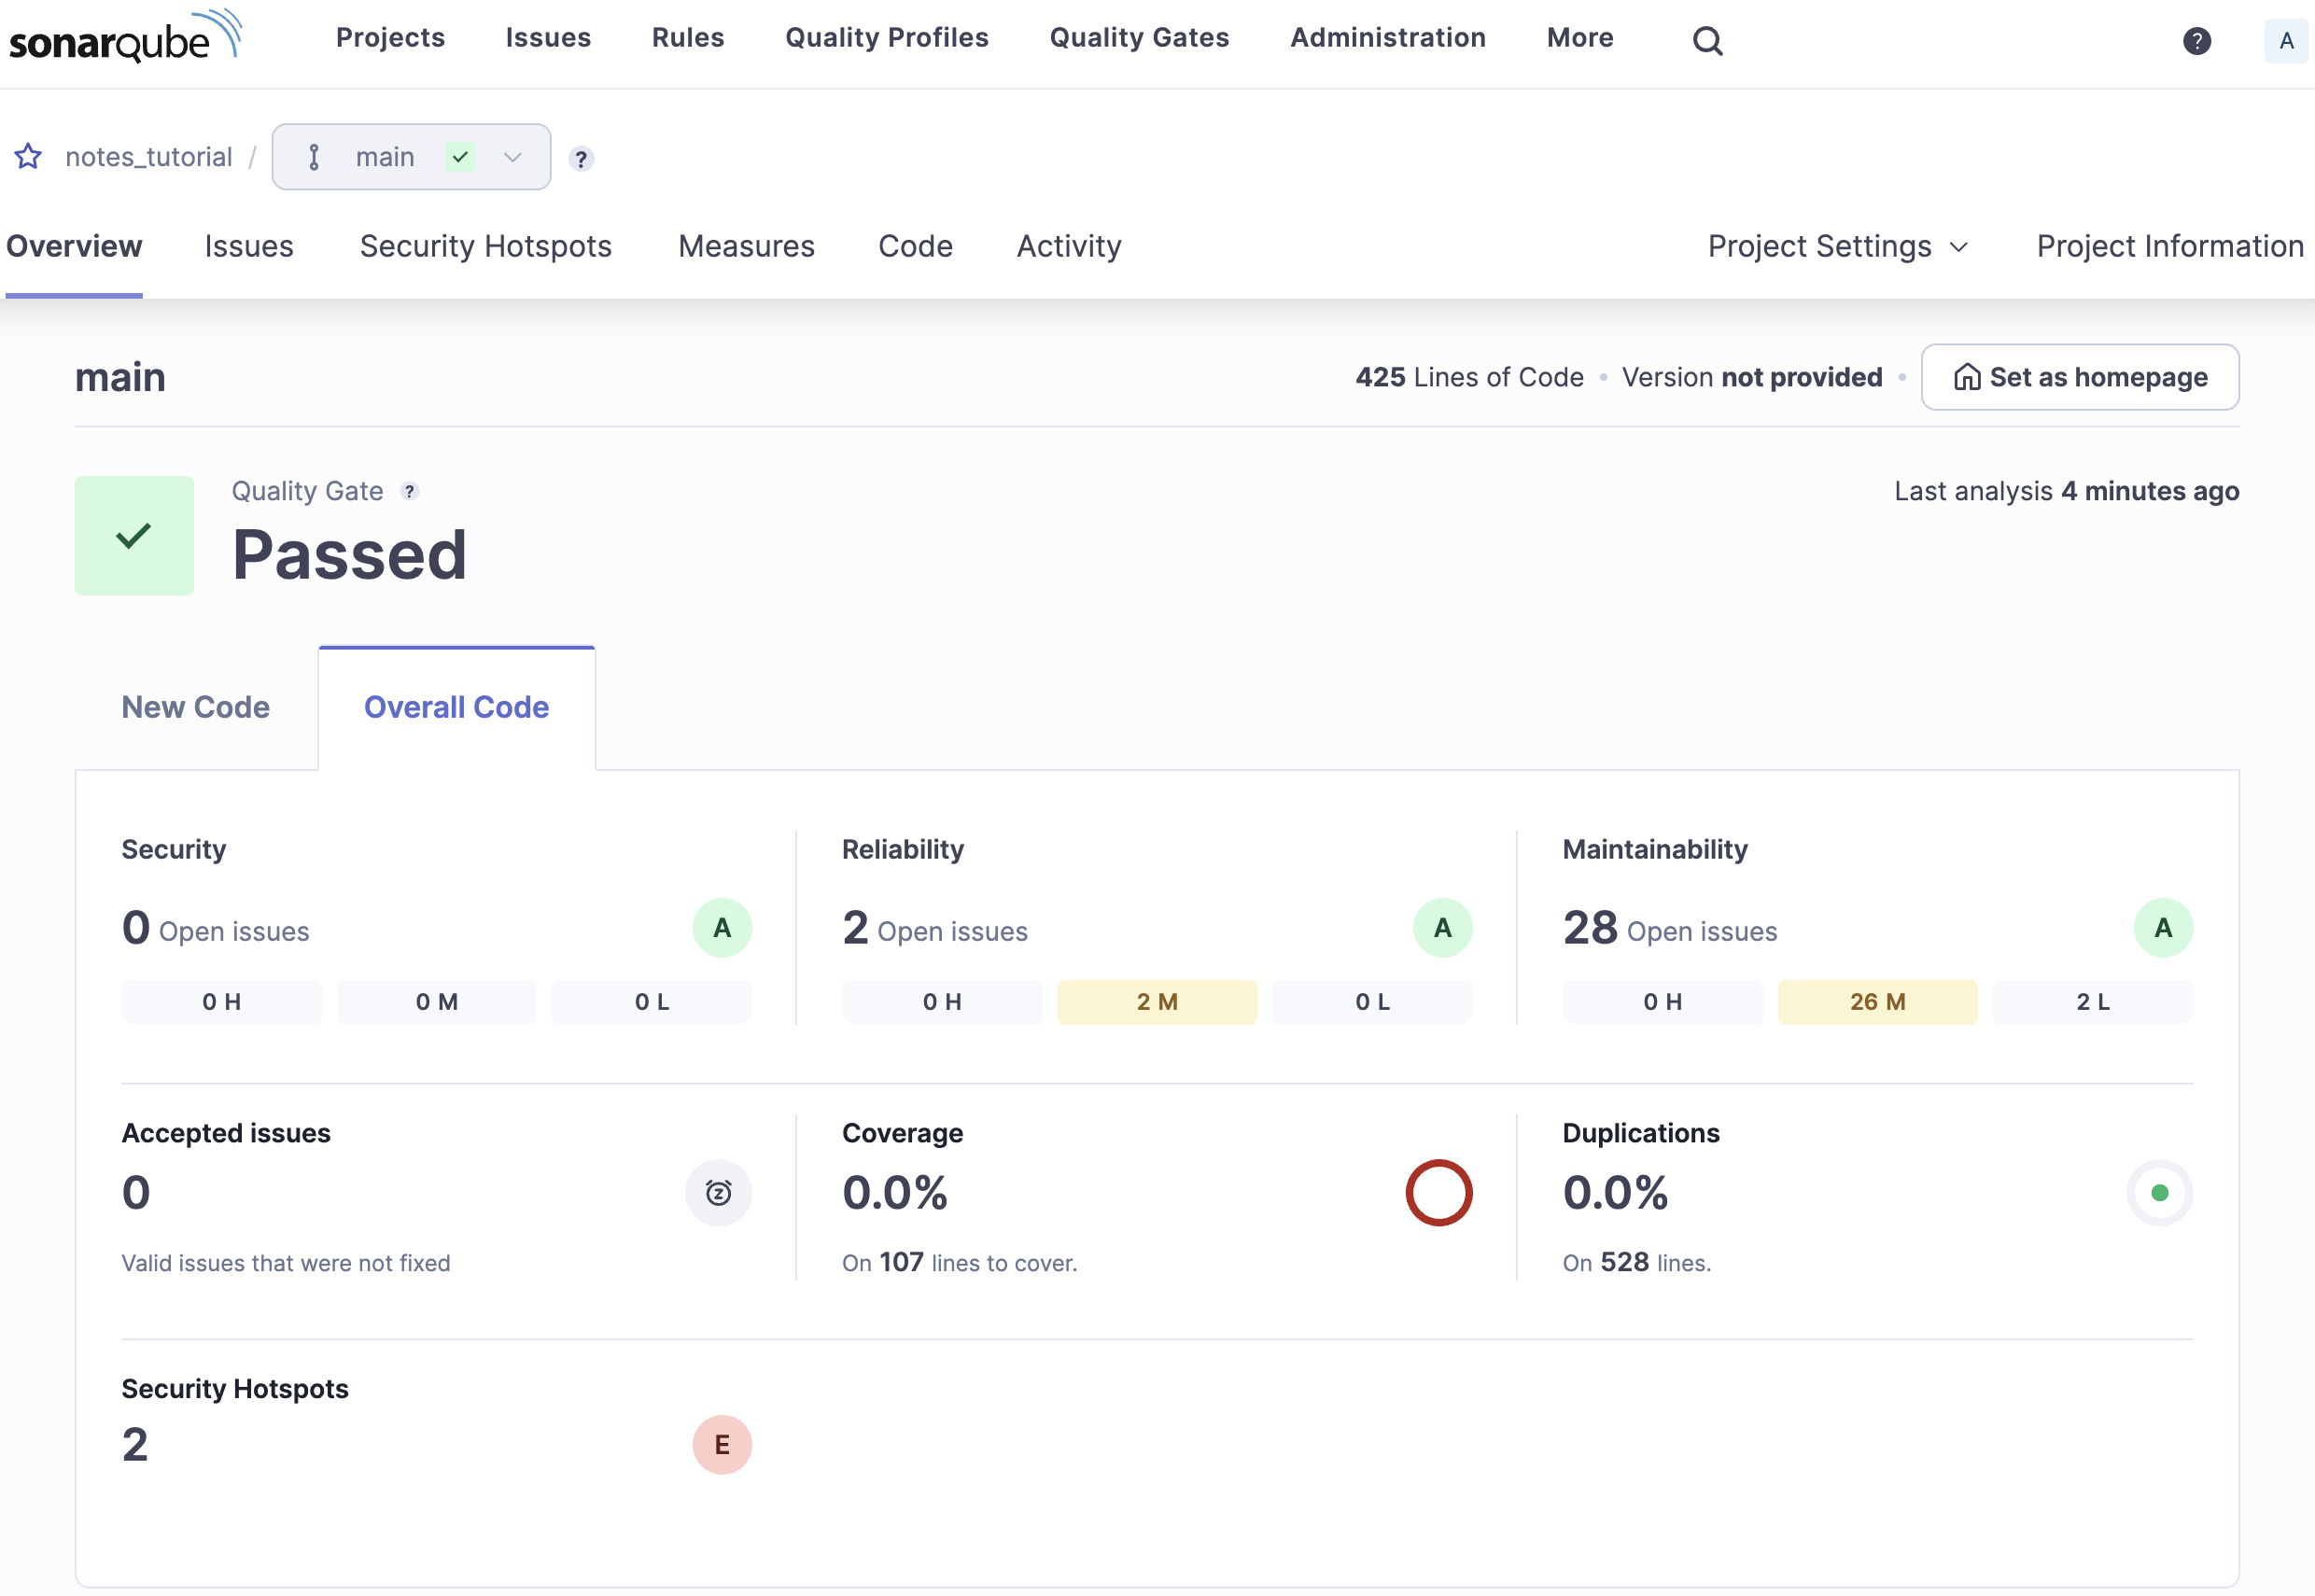 sonarqube Projects Issues Rules Quality Profiles Quality Gates Administration More ? A
notes_tutorial / main ?
Overview Issues Security Hotspots Measures Code Activity Project Settings Project Information
main 425 Lines of Code • Version not provided • Set as homepage
Quality Gate ? Last analysis 4 minutes ago
Passed
New Code Overall Code
Security Reliability Maintainability
0 Open issues A 2 Open issues A 28 Open issues A
0 H 0 M 0 L 0 H 2 M 0 L 0 H 26 M 2 L
Accepted issues Coverage Duplications
0 z 0.0% 0.0%
Valid issues that were not fixed On 107 lines to cover. On 528 lines.
Security Hotspots
2 E